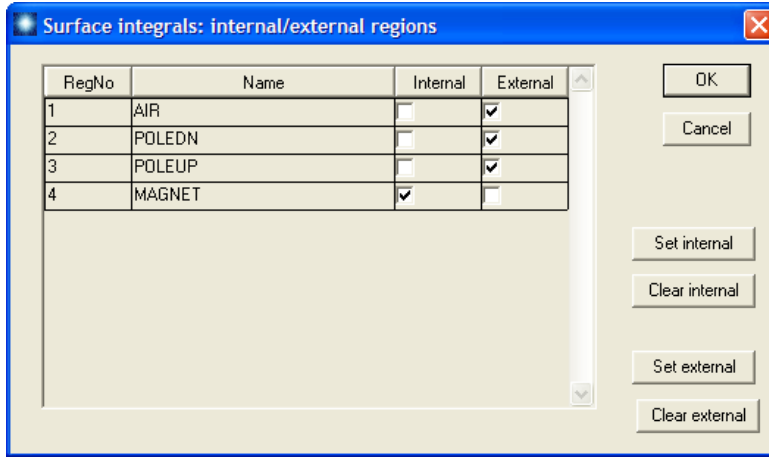 Surface integrals: internal/external regions
RegNo Name Internal External
1 AIR
2 POLEDN
3 POLEUP
4 MAGNET
OK
Cancel
Set internal
Clear internal
Set external
Clear external